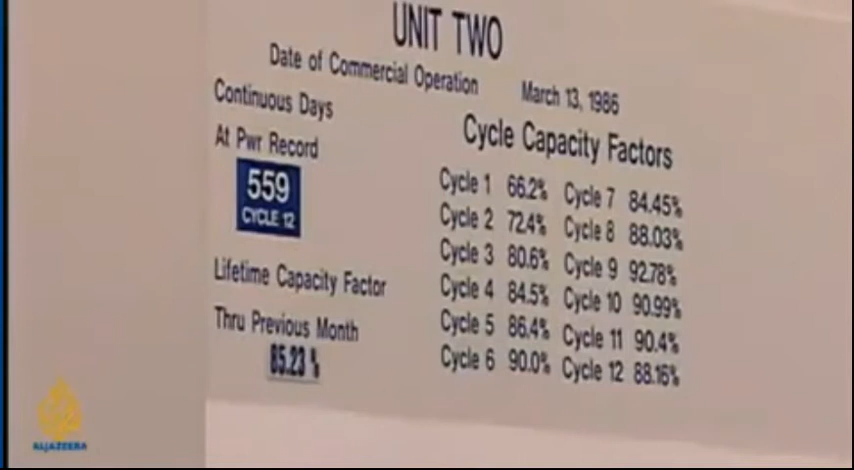 UNIT TWO
Date of Commercial Operation March 13, 1986
Continuous Days
At Pwr Record
559
CYCLE 12
Lifetime Capacity Factor
Thru Previous Month
85.23 %
Cycle Capacity Factors
Cycle 1 66.2% Cycle 7 84.45%
Cycle 2 72.4% Cycle 8 88.03%
Cycle 3 80.6% Cycle 9 92.78%
Cycle 4 84.5% Cycle 10 90.99%
Cycle 5 86.4% Cycle 11 90.4%
Cycle 6 90.0% Cycle 12 88.16%
ALJAZEERA